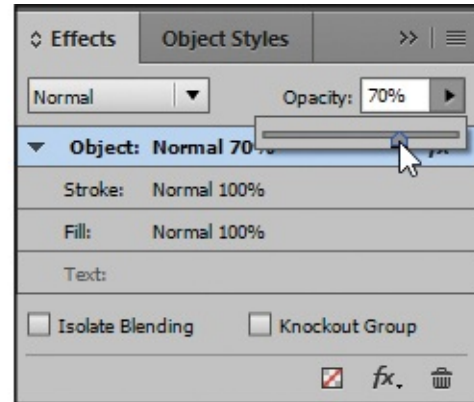 Effects Object Styles
Normal Opacity: 70%
Object: Normal 70%
Stroke: Normal 100%
Fill: Normal 100%
Text:
Isolate Blending Knockout Group
fx.